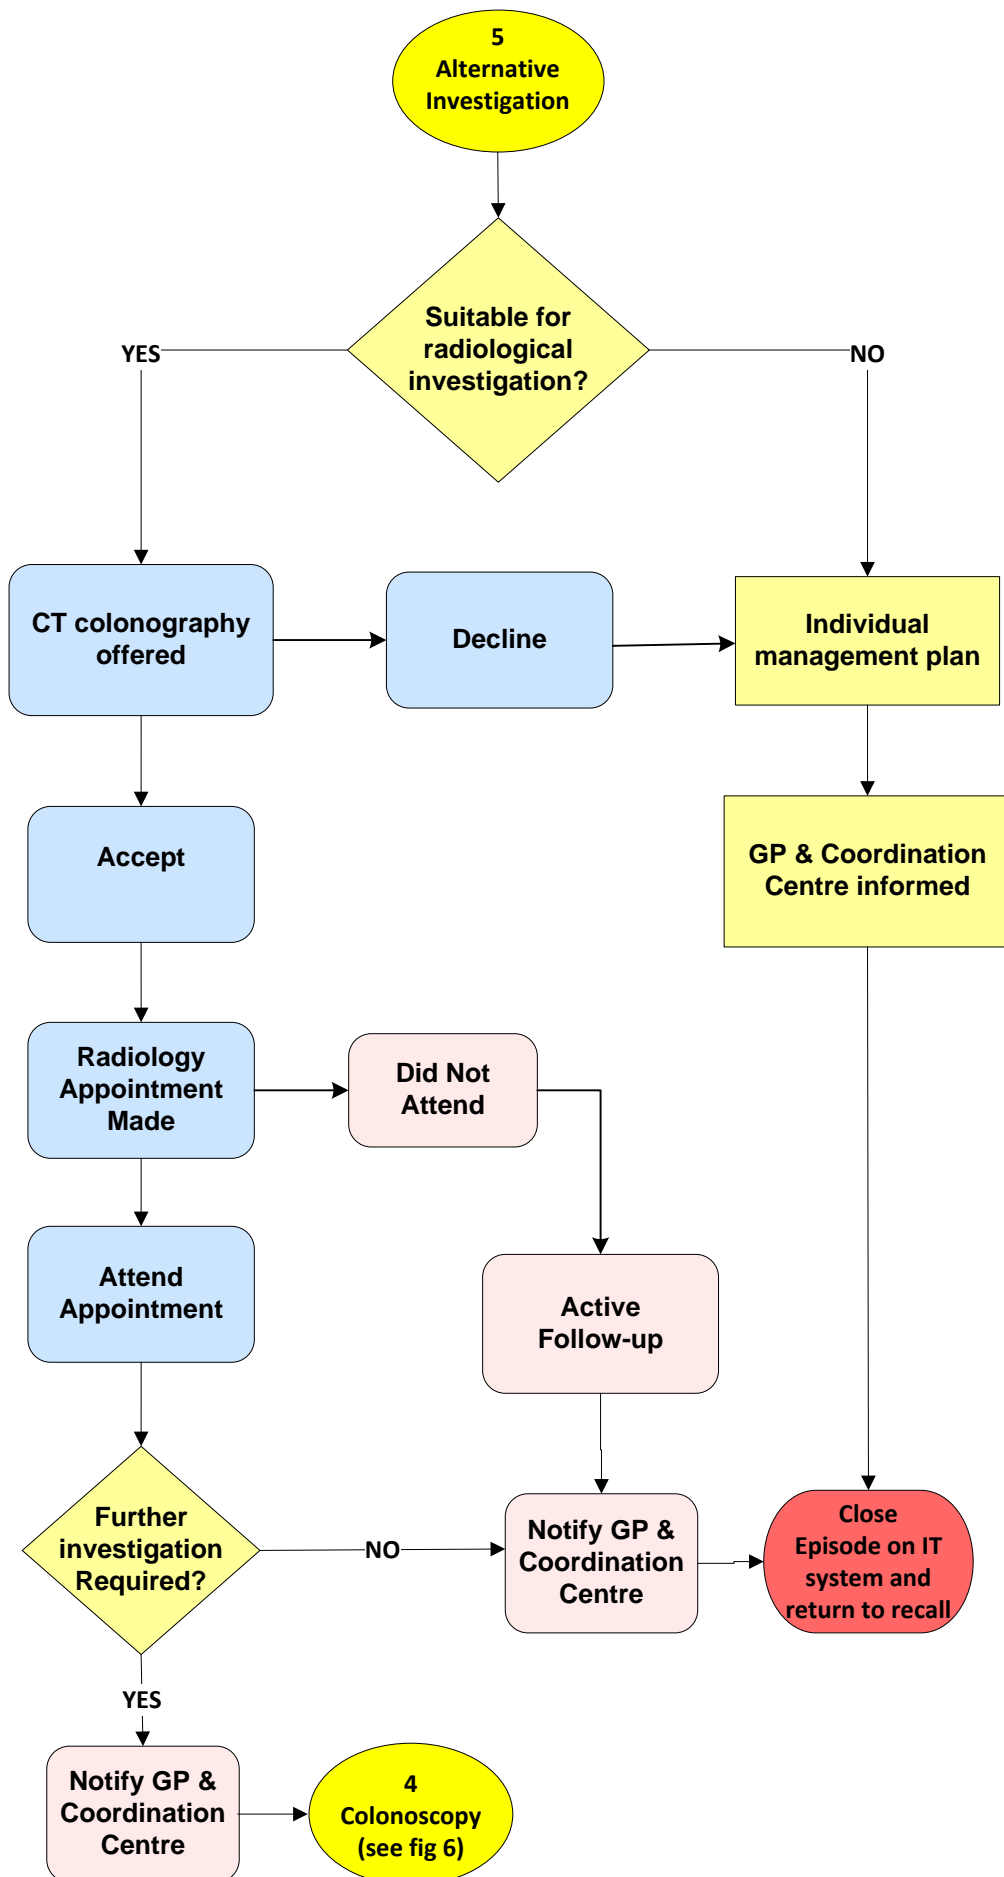 5
Alternative
Investigation
Suitable for
radiological
investigation?
YES
NO
CT colonography
offered
Decline
Individual
management plan
Accept
GP & Coordination
Centre informed
Radiology
Appointment
Made
Did Not
Attend
Attend
Appointment
Active
Follow-up
Further
investigation
Required?
NO
Notify GP &
Coordination
Centre
Close
Episode on IT
system and
return to recall
YES
Notify GP &
Coordination
Centre
4
Colonoscopy
(see fig 6)